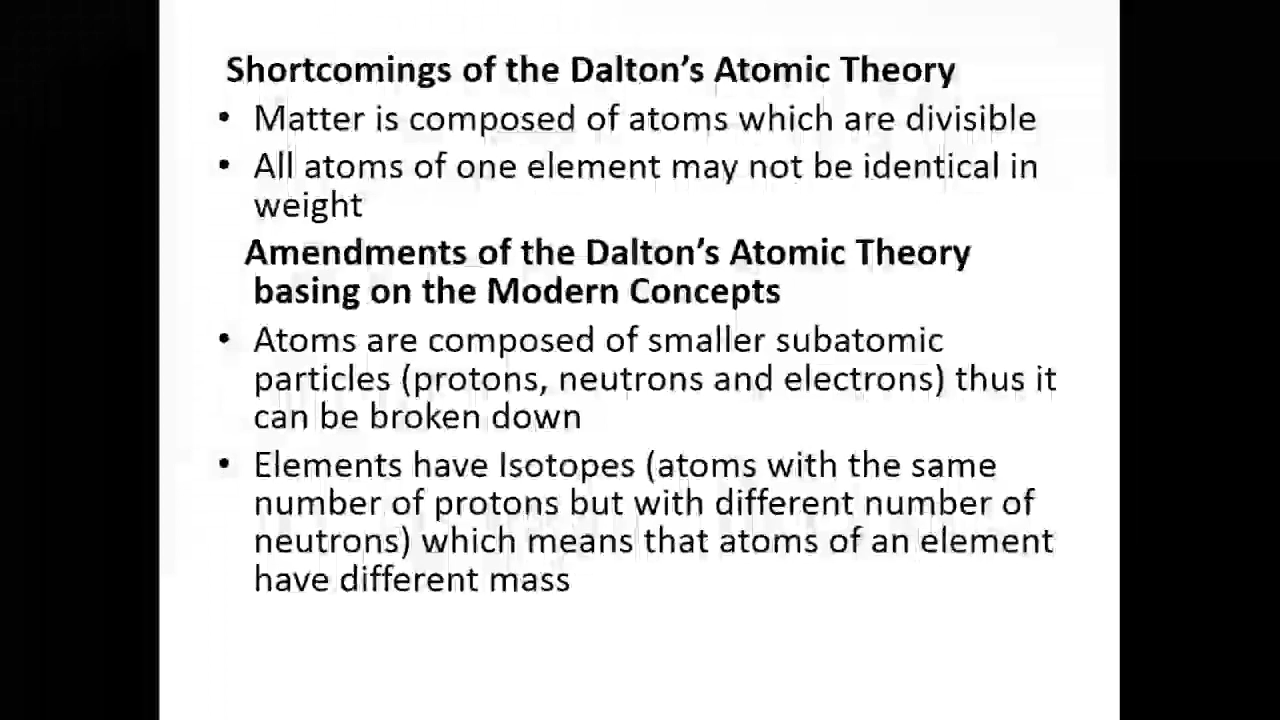 Shortcomings of the Dalton's Atomic Theory
• Matter is composed of atoms which are divisible
• All atoms of one element may not be identical in
weight
Amendments of the Dalton's Atomic Theory
basing on the Modern Concepts
• Atoms are composed of smaller subatomic
particles (protons, neutrons and electrons) thus it
can be broken down
• Elements have Isotopes (atoms with the same
number of protons but with different number of
neutrons) which means that atoms of an element
have different mass